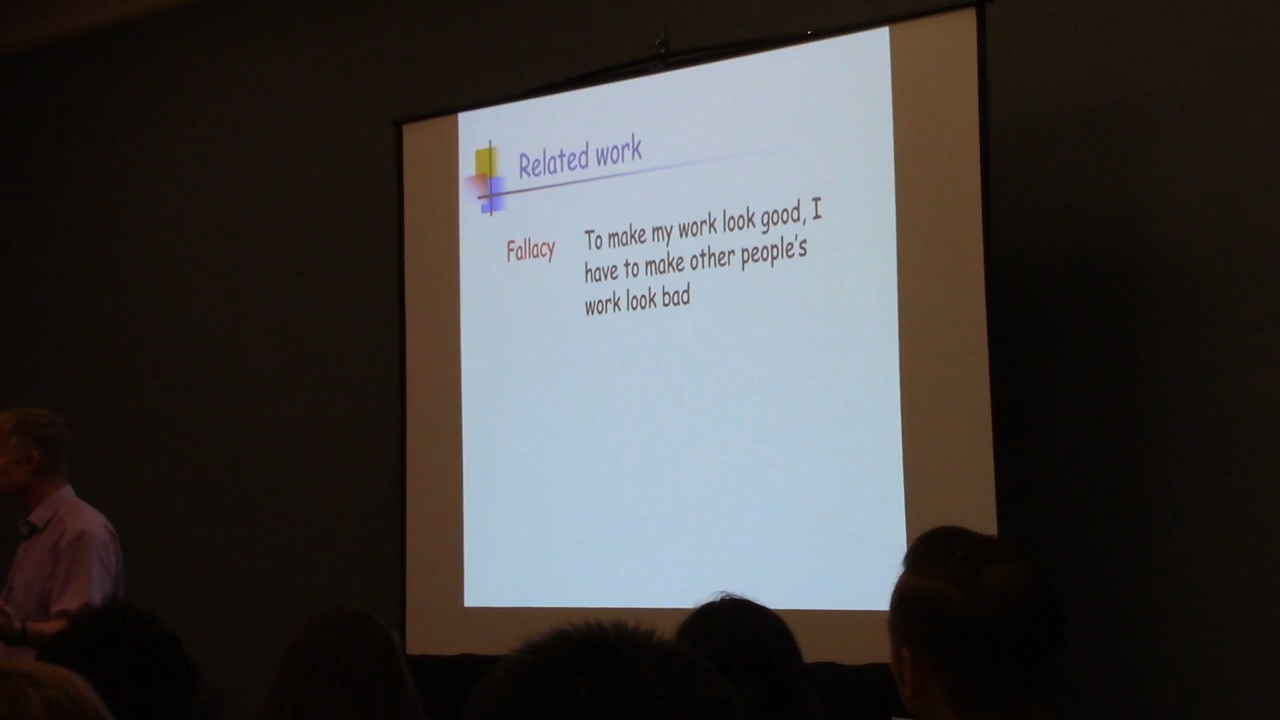 Related work
Fallacy
To make my work look good, I
have to make other people's
work look bad